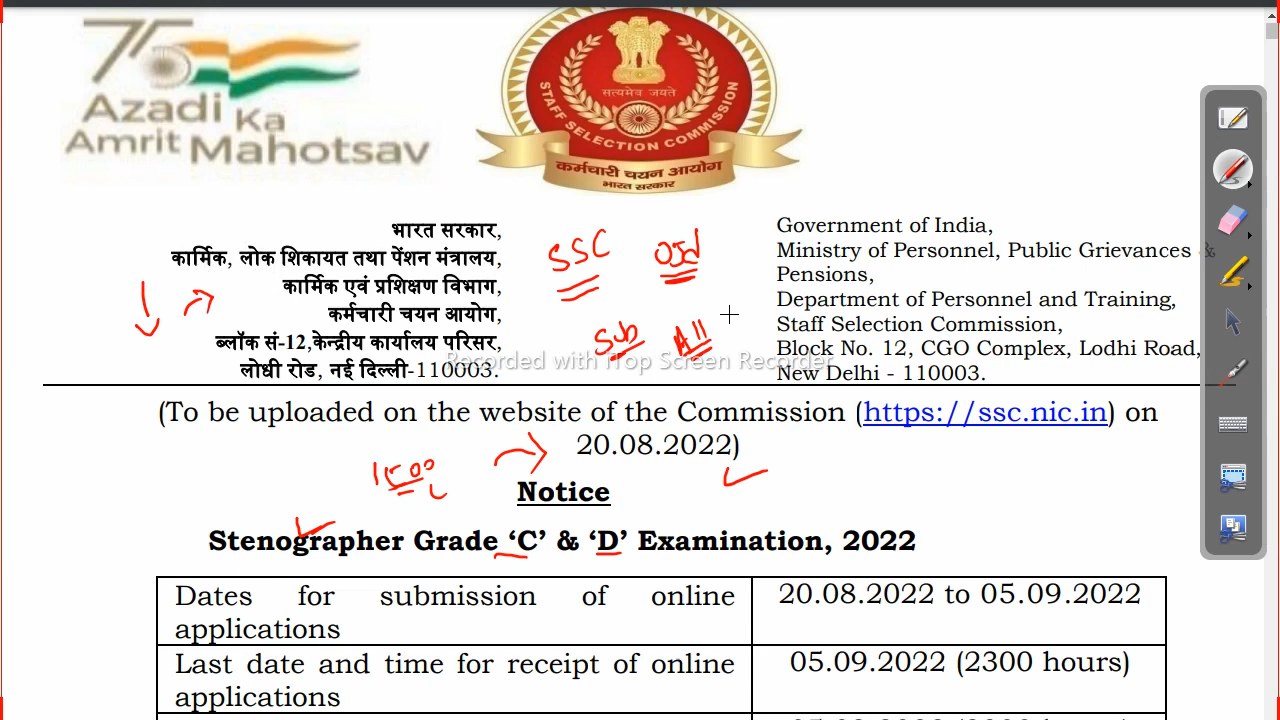 Azadi Ka
Amrit Mahotsav
सत्यमेव जयते
STAFF SELECTION COMMISSION
कर्मचारी चयन आयोग
भारत सरकार
भारत सरकार,
कार्मिक, लोक शिकायत तथा पेंशन मंत्रालय,
कार्मिक एवं प्रशिक्षण विभाग,
कर्मचारी चयन आयोग,
ब्लॉक सं-12,केन्द्रीय कार्यालय परिसर,
लोधी रोड, नई दिल्ली-110003.
SSC
Sub All
Government of India,
Ministry of Personnel, Public Grievances &
Pensions,
Department of Personnel and Training,
Staff Selection Commission,
Block No. 12, CGO Complex, Lodhi Road,
New Delhi - 110003.
Recorded with iTop Screen Recorder
(To be uploaded on the website of the Commission (https://ssc.nic.in) on
20.08.2022)
Notice
Stenographer Grade ‘C’ & ‘D’ Examination, 2022
Dates for submission of online applications
20.08.2022 to 05.09.2022
Last date and time for receipt of online applications
05.09.2022 (2300 hours)